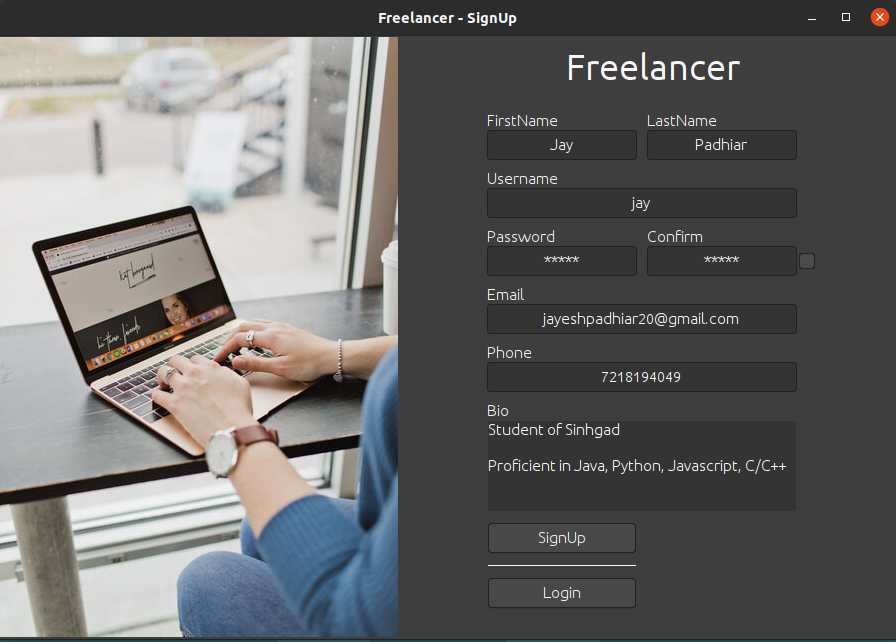 Freelancer - SignUp
Freelancer
FirstName LastName
Jay Padhiar
Username
jay
Password Confirm
***** *****
Email
jayeshpadhiar20@gmail.com
Phone
7218194049
Bio
Student of Sinhgad
Proficient in Java, Python, Javascript, C/C++
SignUp
Login